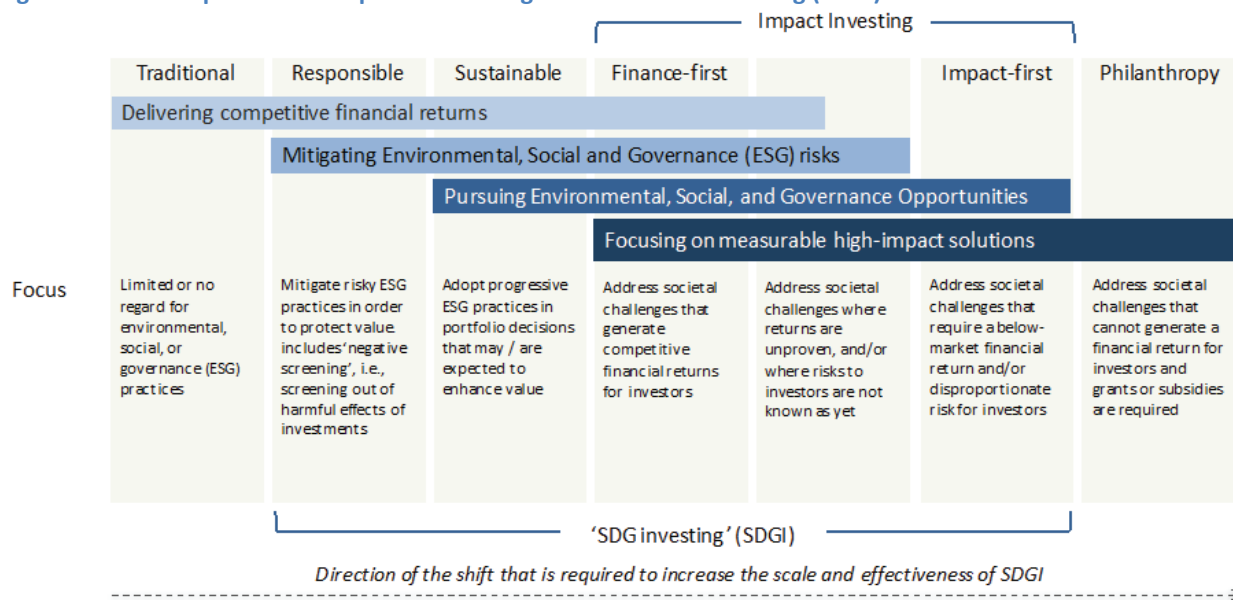 Impact Investing
Traditional
Responsible
Sustainable
Finance-first
Impact-first
Philanthropy
Delivering competitive financial returns
Mitigating Environmental, Social and Governance (ESG) risks
Pursuing Environmental, Social, and Governance Opportunities
Focusing on measurable high-impact solutions
Focus
Limited or no
regard for
environmental,
social, or
governance (ESG)
practices
Mitigate risky ESG
practices in order
to protect value.
includes 'negative
screening', i.e.,
screening out of
harmful effects of
investments
Adopt progressive
ESG practices in
portfolio decisions
that may / are
expected to
enhance value
Address societal
challenges that
generate
competitive
financial returns
for investors
Address societal
challenges where
returns are
unproven, and/or
where risks to
investors are not
known as yet
Address societal
challenges that
require a below-
market financial
return and/or
disproportionate
risk for investors
Address societal
challenges that
cannot generate a
financial return for
investors and
grants or subsidies
are required
'SDG investing' (SDGI)
Direction of the shift that is required to increase the scale and effectiveness of SDGI